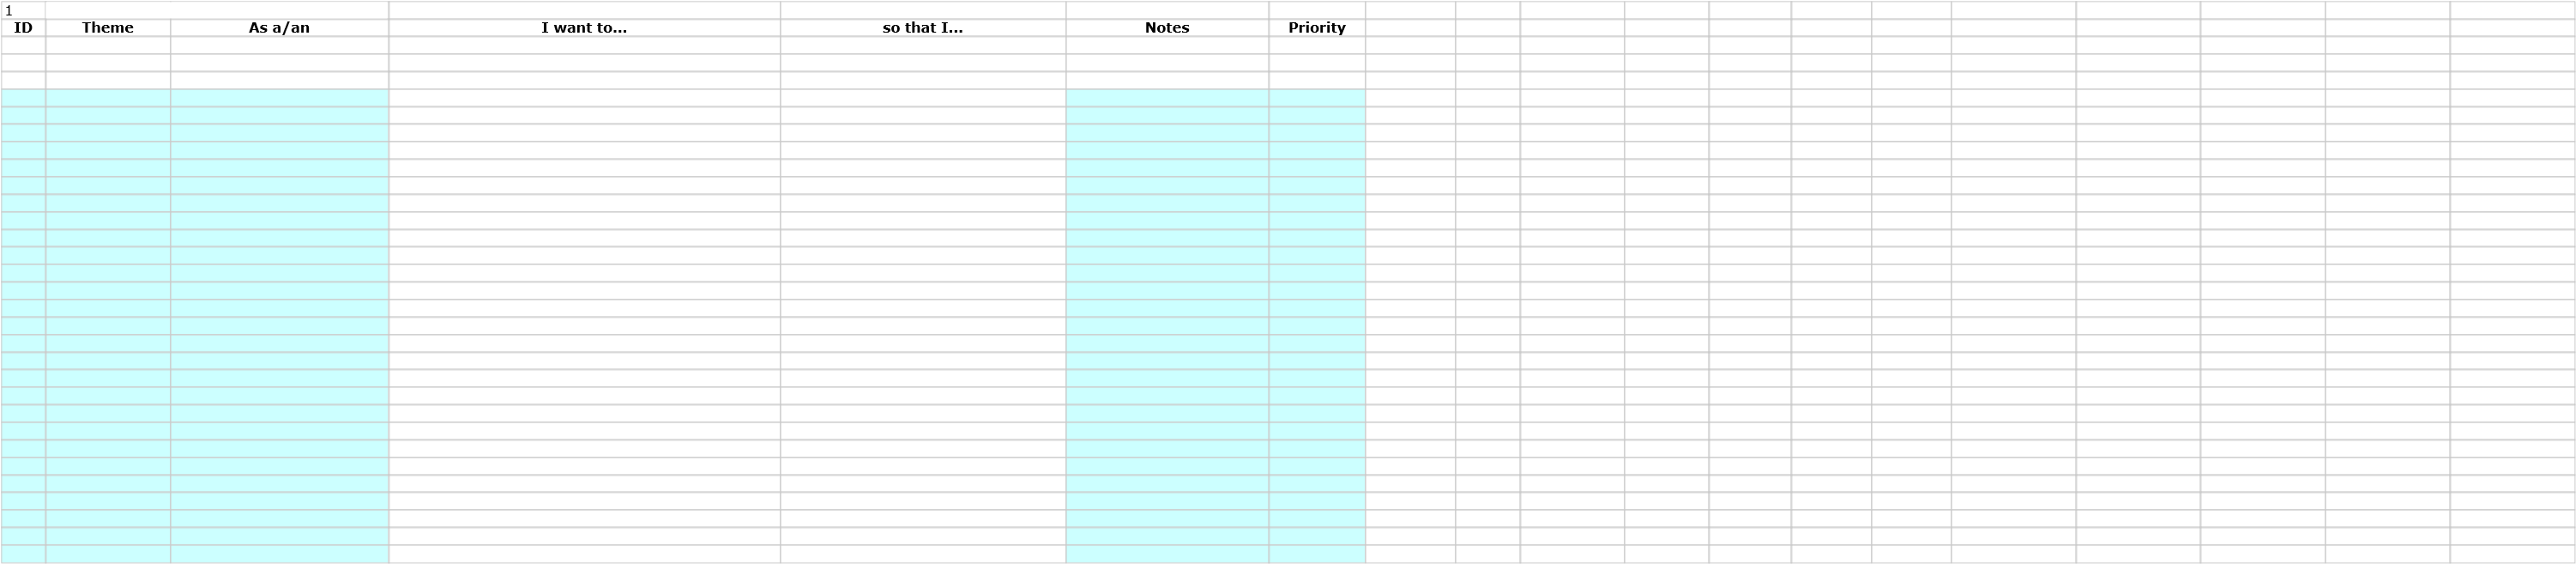 1
ID Theme As a/an I want to... so that I... Notes Priority